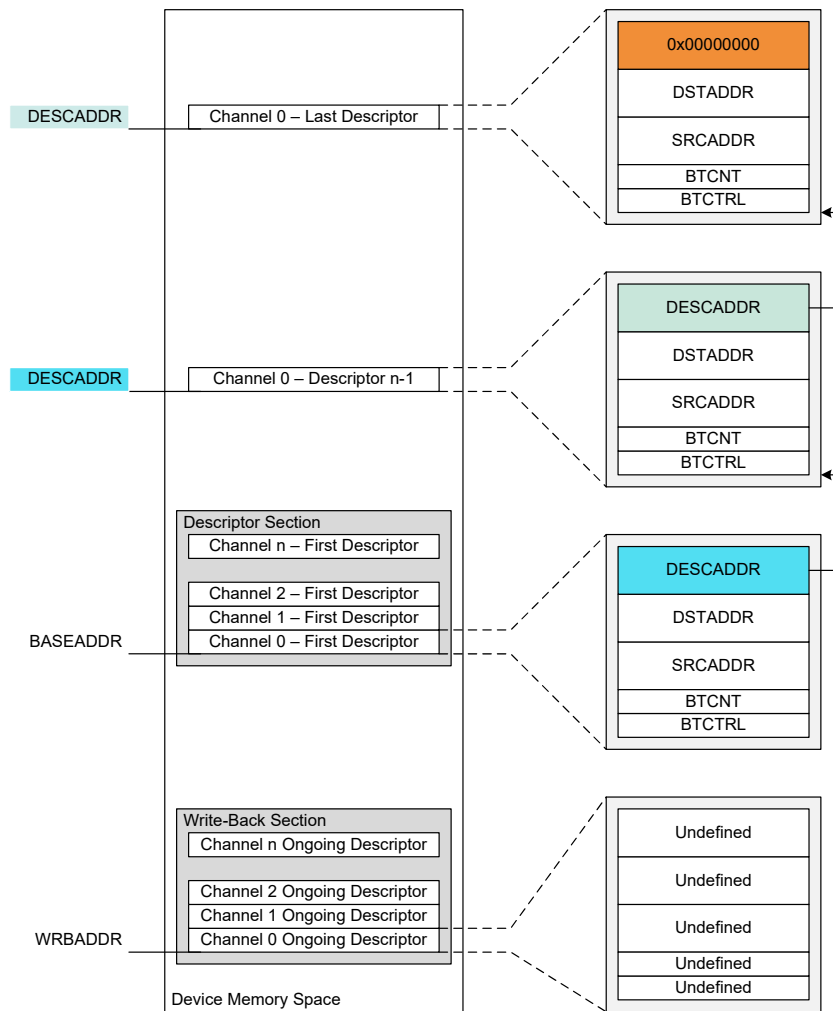 0x00000000
DESCADDR
Channel 0 – Last Descriptor
DSTADDR
SRCADDR
BTCNT
BTCTRL
DESCADDR
DESCADDR
Channel 0 – Descriptor n-1
DSTADDR
SRCADDR
BTCNT
BTCTRL
Descriptor Section
Channel n – First Descriptor
Channel 2 – First Descriptor
Channel 1 – First Descriptor
BASEADDR
Channel 0 – First Descriptor
DESCADDR
DSTADDR
SRCADDR
BTCNT
BTCTRL
Write-Back Section
Channel n Ongoing Descriptor
Channel 2 Ongoing Descriptor
Channel 1 Ongoing Descriptor
WRBADDR
Channel 0 Ongoing Descriptor
Undefined
Undefined
Undefined
Undefined
Undefined
Device Memory Space